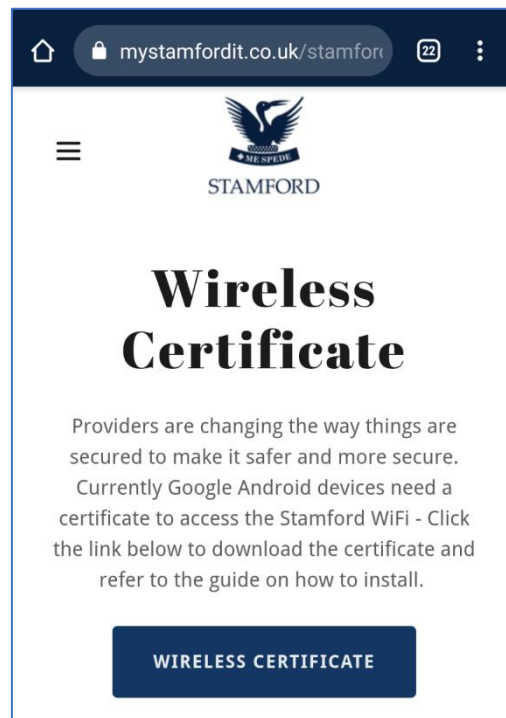 mystamfordit.co.uk/stamford
22
+ ME SPEDE
STAMFORD
Wireless
Certificate
Providers are changing the way things are
secured to make it safer and more secure.
Currently Google Android devices need a
certificate to access the Stamford WiFi - Click
the link below to download the certificate and
refer to the guide on how to install.
WIRELESS CERTIFICATE